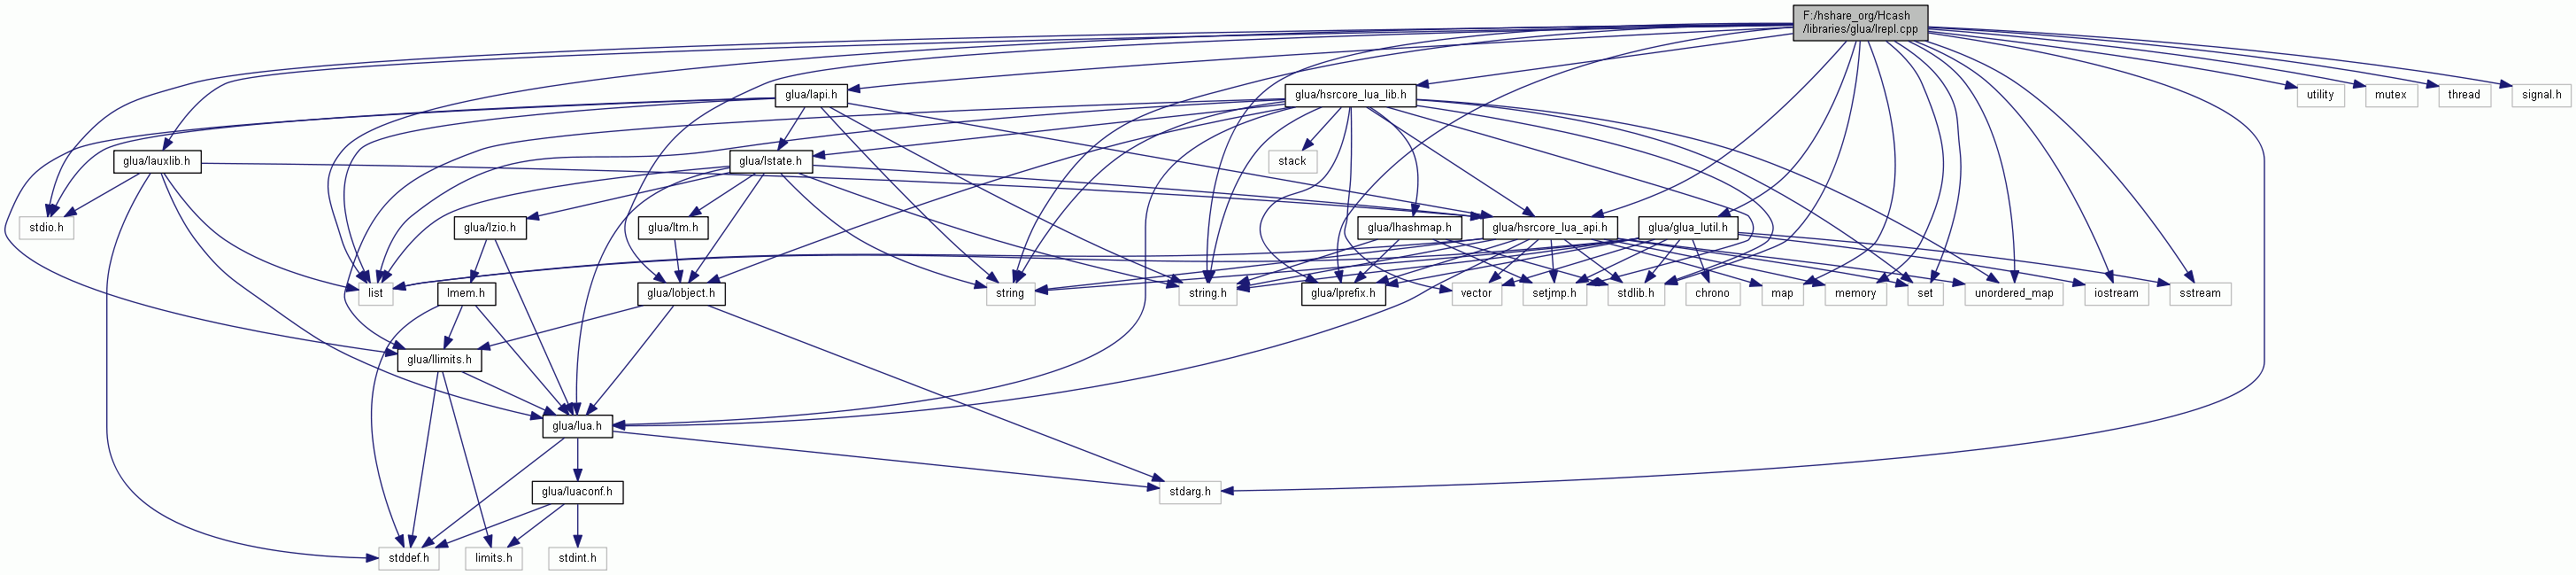 F:/hshare_org/Hcash
/libraries/glua/lrepl.cpp
glua/lapi.h
glua/hsrcore_lua_lib.h
utility
mutex
thread
signal.h
glua/lauxlib.h
glua/lstate.h
stack
stdio.h
glua/lzio.h
glua/ltm.h
glua/lhashmap.h
glua/hsrcore_lua_api.h
glua/glua_lutil.h
list
lmem.h
glua/lobject.h
string
string.h
glua/lprefix.h
vector
setjmp.h
stdlib.h
chrono
map
memory
set
unordered_map
iostream
sstream
glua/llimits.h
glua/lua.h
glua/luaconf.h
stdarg.h
stddef.h
limits.h
stdint.h